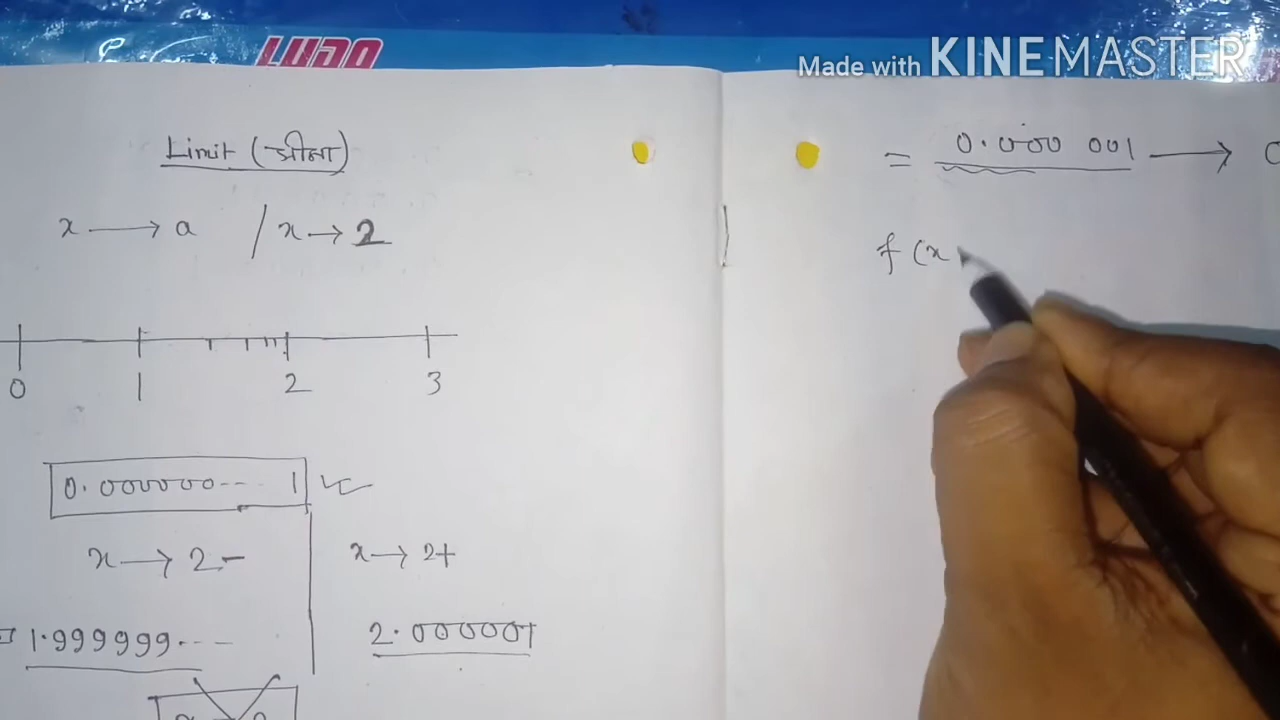 LUDO
Made with KINEMASTER
Limit (सीमा)
x → a / x → 2
0 1 2 3
0.000000--- 1
x → 2- x → 2+
1.999999.--- 2.000001
= 0.000 001 →
f (x